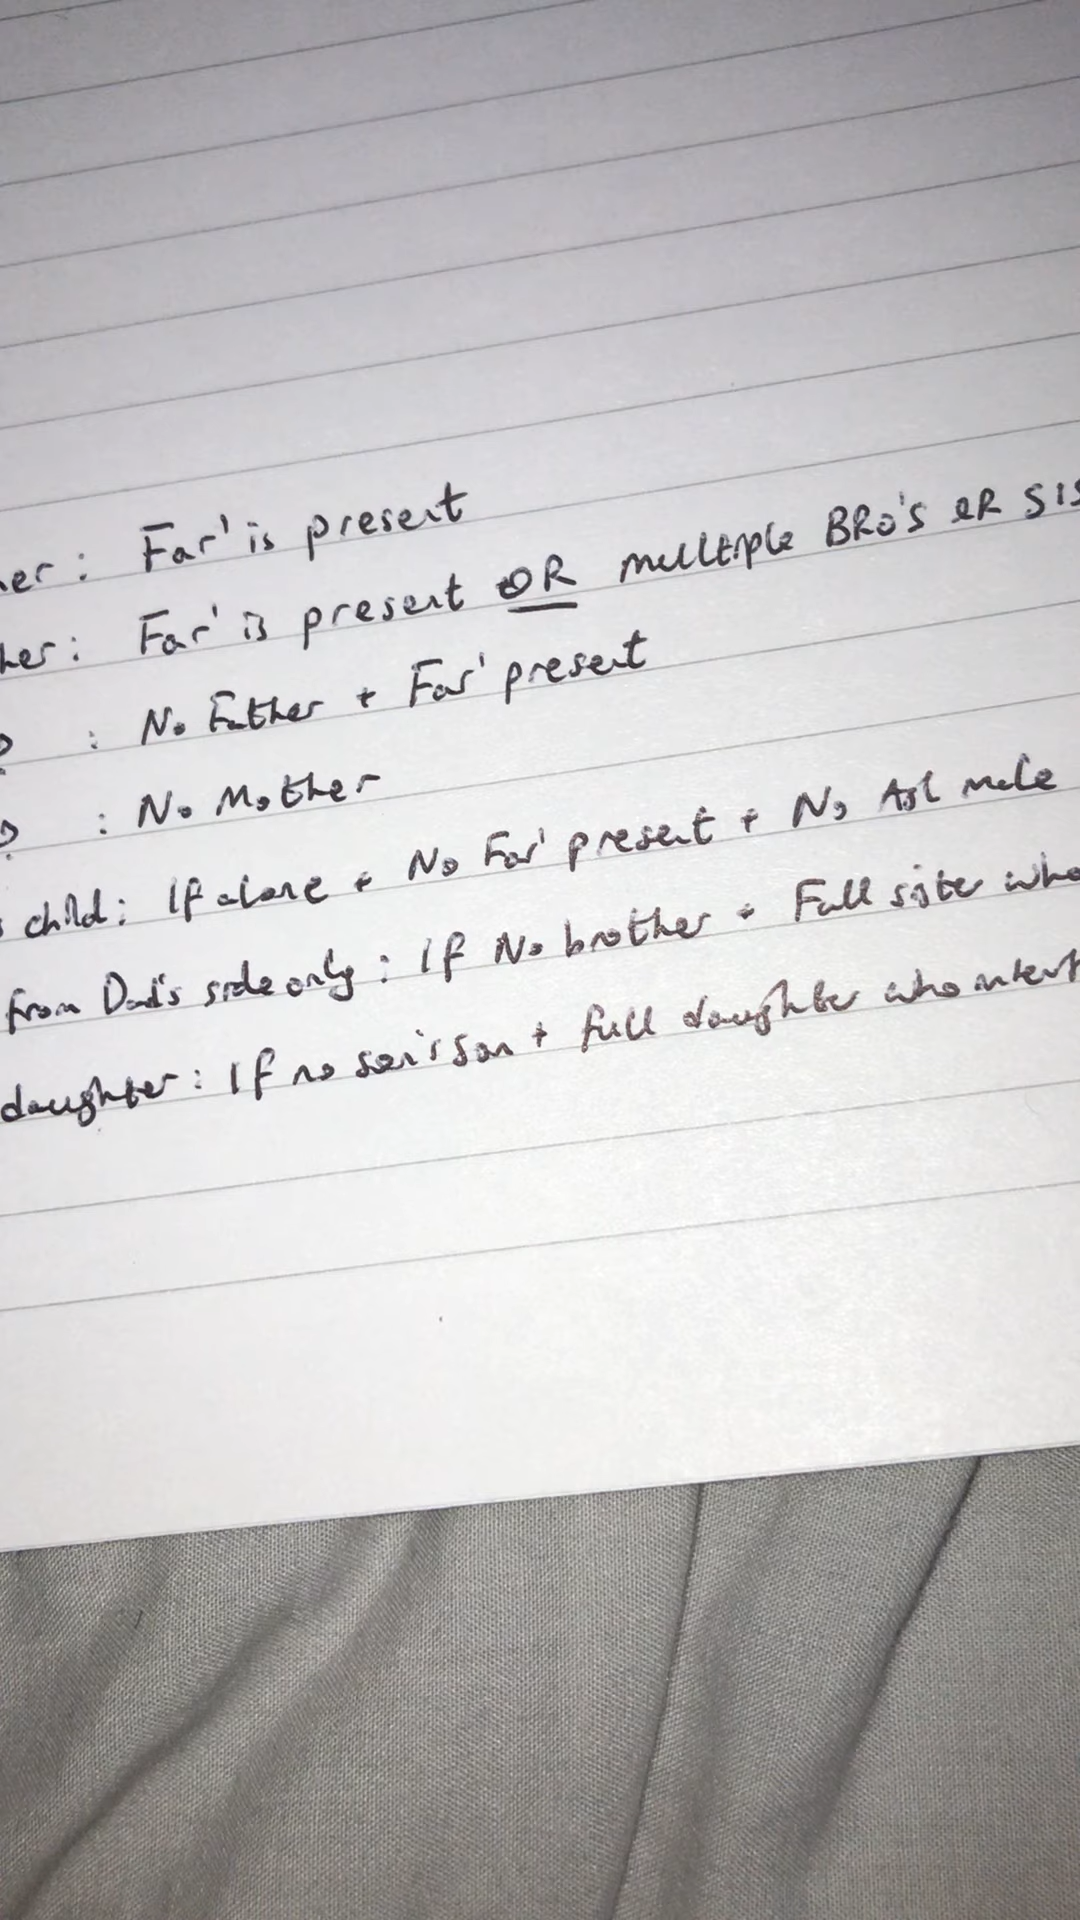 er: Far' is present
her: Far' is present OR multiple BRO's OR SIS
: No Father + Far' present
: No Mother
s child: If alone + No Far' present + No Asl male
from Dad's side only: If No brother + Full sister who
daughter: If no son's son + full daughter who inherit